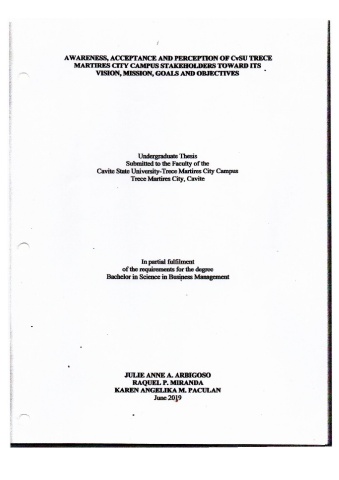 AWARENESS, ACCEPTANCE AND PERCEPTION OF CvSU TRECE
MARTIRES CITY CAMPUS STAKEHOLDERS TOWARD ITS
VISION, MISSION, GOALS AND OBJECTIVES
Undergraduate Thesis
Submitted to the Faculty of the
Cavite State University-Trece Martires City Campus
Trece Martires City, Cavite
In partial fulfilment
of the requirements for the degree
Bachelor in Science in Business Management
JULIE ANNE A. ARBIGOSO
RAQUEL P. MIRANDA
KAREN ANGELIKA M. PACULAN
June 2019